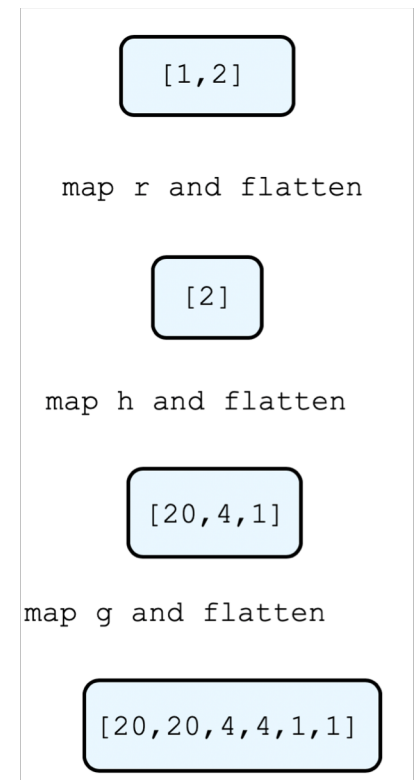 [1,2]
map r and flatten
[2]
map h and flatten
[20,4,1]
map g and flatten
[20,20,4,4,1,1]